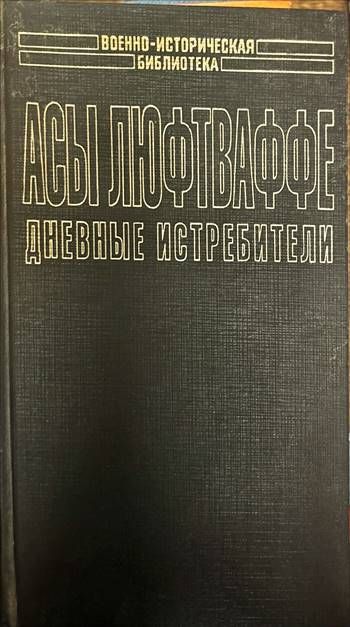 ВОЕННО-ИСТОРИЧЕСКАЯ
БИБЛИОТЕКА
АСЫ ЛЮФТВАФФЕ
ДНЕВНЫЕ ИСТРЕБИТЕЛИ